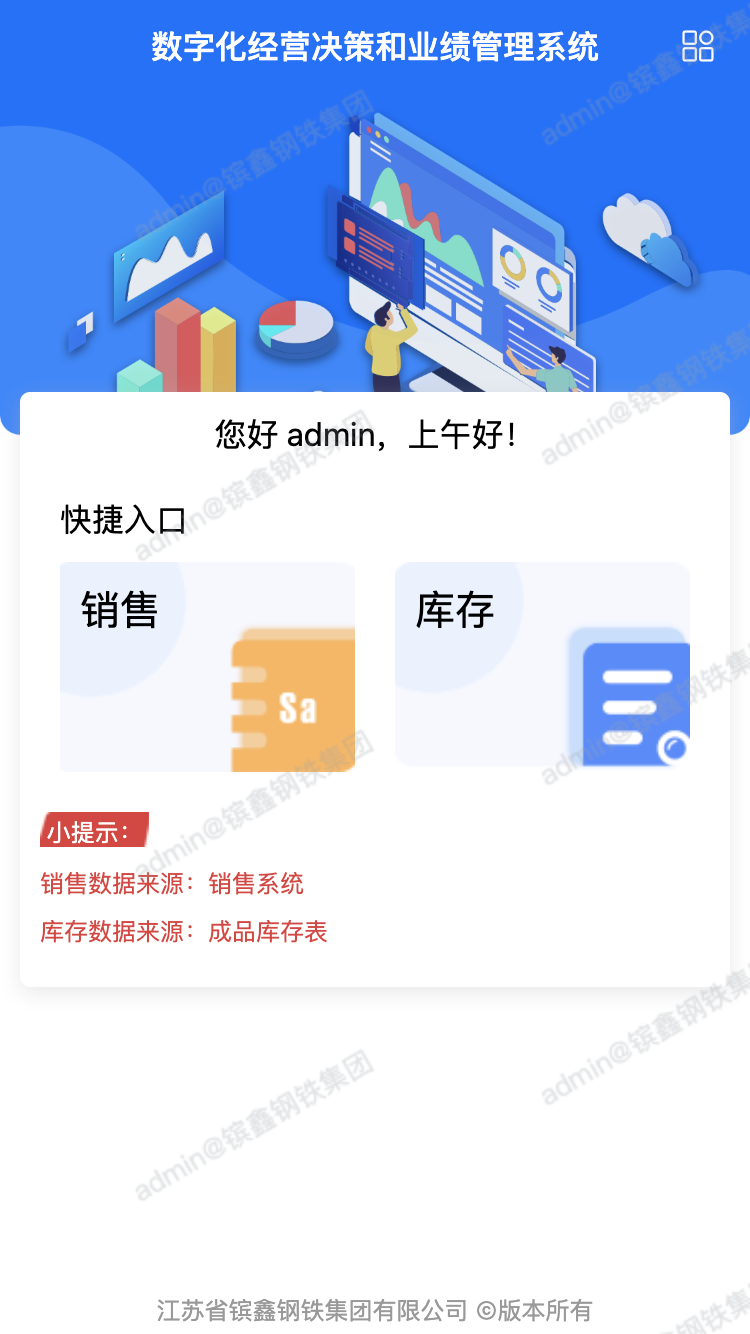 数字化经营决策和业绩管理系统
您好 admin，上午好！
快捷入口
销售
库存
Sa
小提示：
销售数据来源：销售系统
库存数据来源：成品库存表
江苏省镔鑫钢铁集团有限公司 ©版本所有
admin@镔鑫钢铁集团
admin@镔鑫钢铁集团
admin@镔鑫钢铁集团
admin@镔鑫钢铁集团
admin@镔鑫钢铁集团
admin@镔鑫钢铁集
admin@镔鑫钢铁集
admin@镔鑫钢铁集